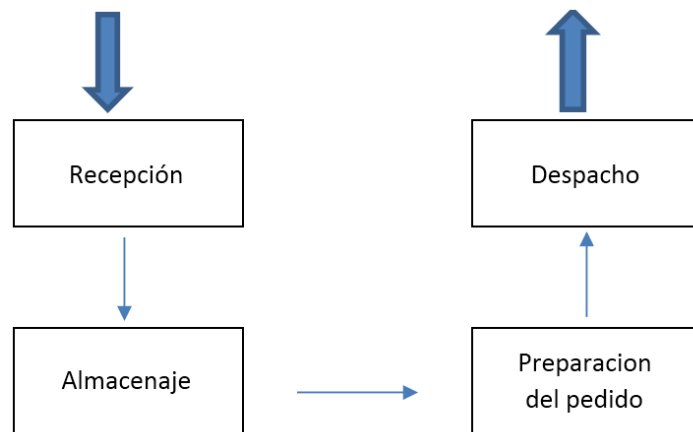 Recepción
Despacho
Almacenaje
Preparacion
del pedido